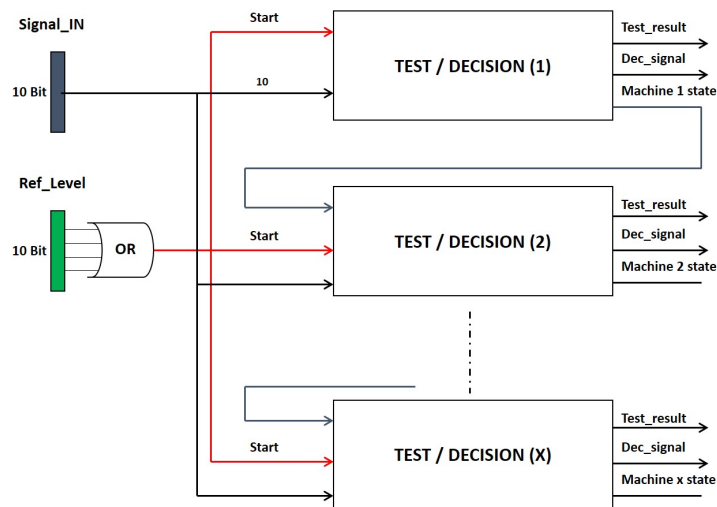 Signal_IN
Start
10 Bit
10
TEST / DECISION (1)
Test_result
Dec_signal
Machine 1 state
Ref_Level
10 Bit
OR
Start
TEST / DECISION (2)
Test_result
Dec_signal
Machine 2 state
Start
TEST / DECISION (X)
Test_result
Dec_signal
Machine x state